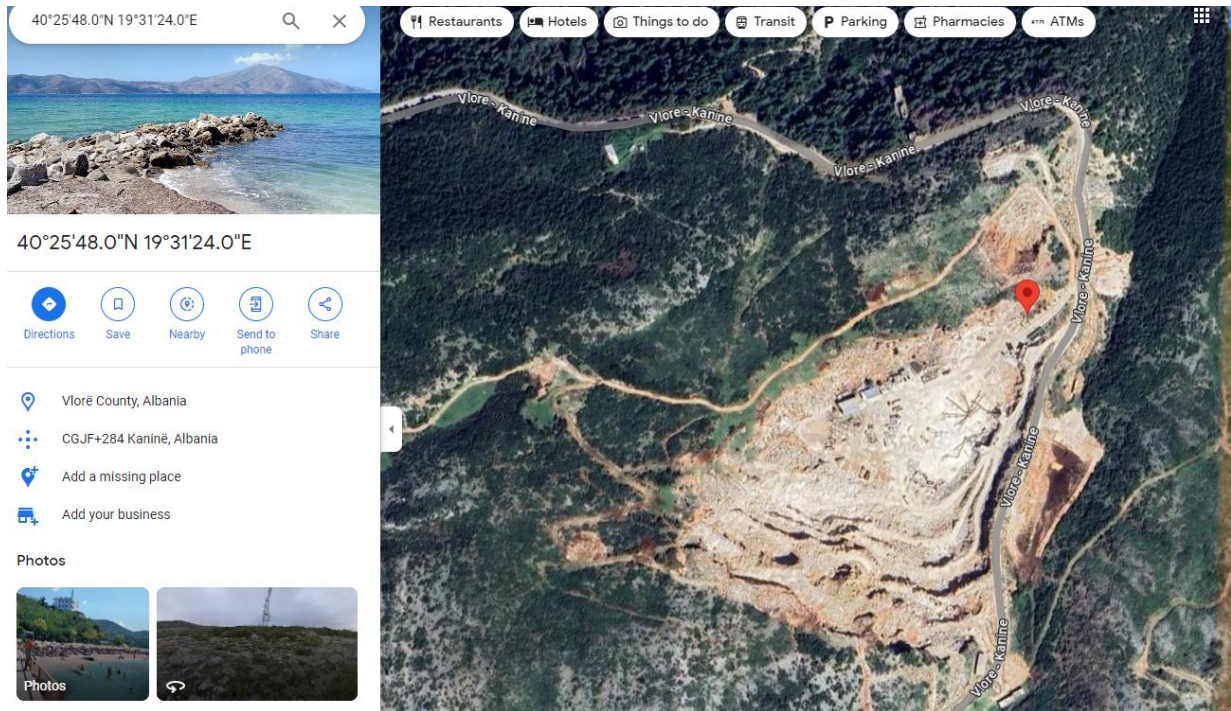 40°25'48.0"N 19°31'24.0"E
Restaurants
Hotels
Things to do
Transit
P Parking
Pharmacies
ATM ATMs
40°25'48.0"N 19°31'24.0"E
Directions
Save
Nearby
Send to
phone
Share
Vlorë County, Albania
CGJF+284 Kaninë, Albania
Add a missing place
Add your business
Photos
Photos
Vlore - Kanine
Vlore - Kanine
Vlore - Kanine
Vlore - Kanine
Vlore - Kanine
Vlore - Kanine
Vlore - Kanine